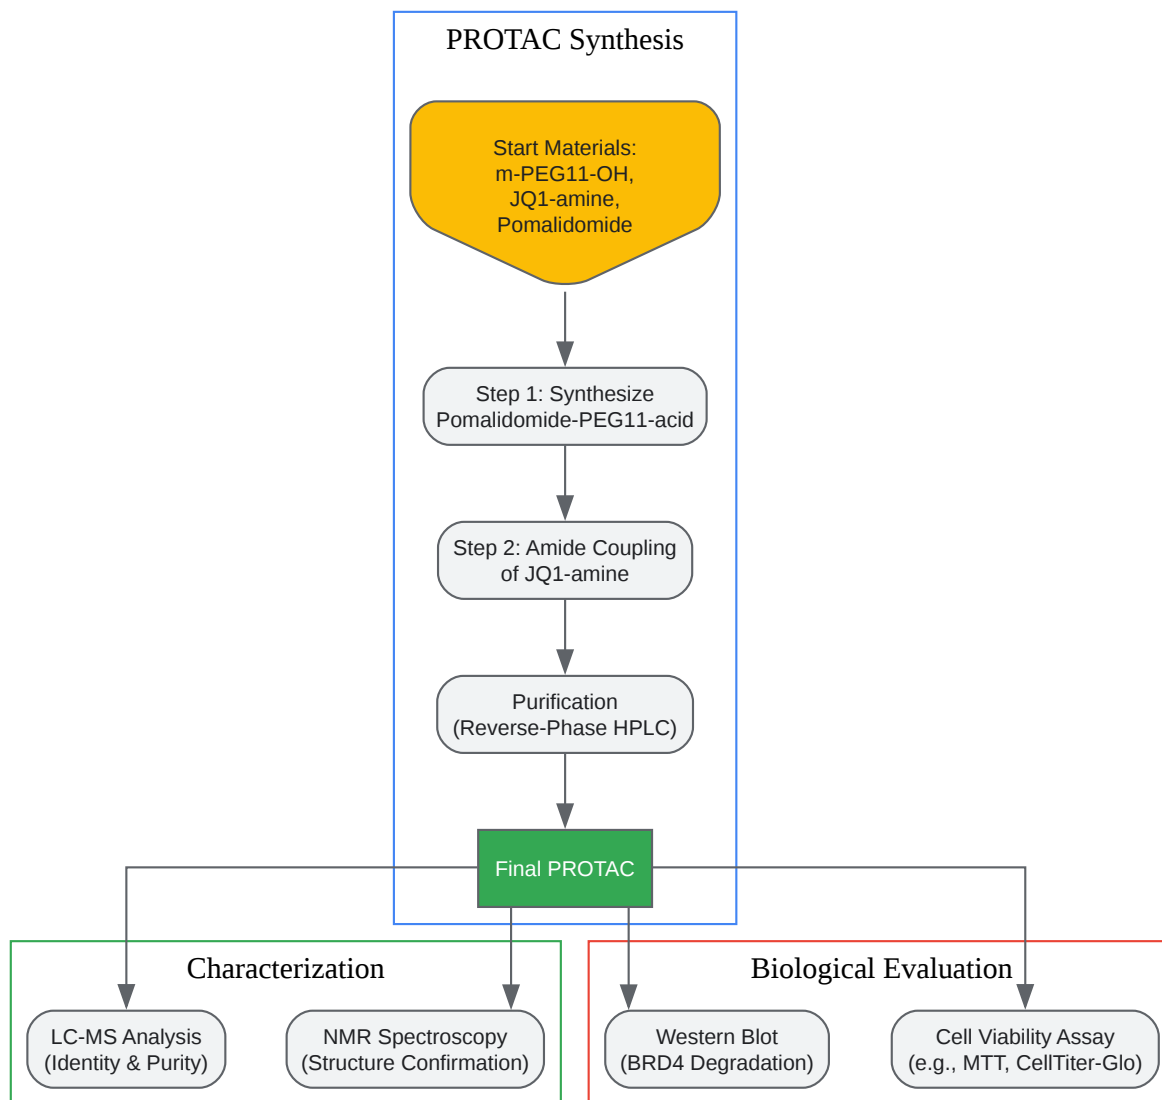 PROTAC Synthesis
Start Materials:
m-PEG11-OH,
JQ1-amine,
Pomalidomide
Step 1: Synthesize
Pomalidomide-PEG11-acid
Step 2: Amide Coupling
of JQ1-amine
Purification
(Reverse-Phase HPLC)
Final PROTAC
Characterization
LC-MS Analysis
(Identity & Purity)
NMR Spectroscopy
(Structure Confirmation)
Biological Evaluation
Western Blot
(BRD4 Degradation)
Cell Viability Assay
(e.g., MTT, CellTiter-Glo)